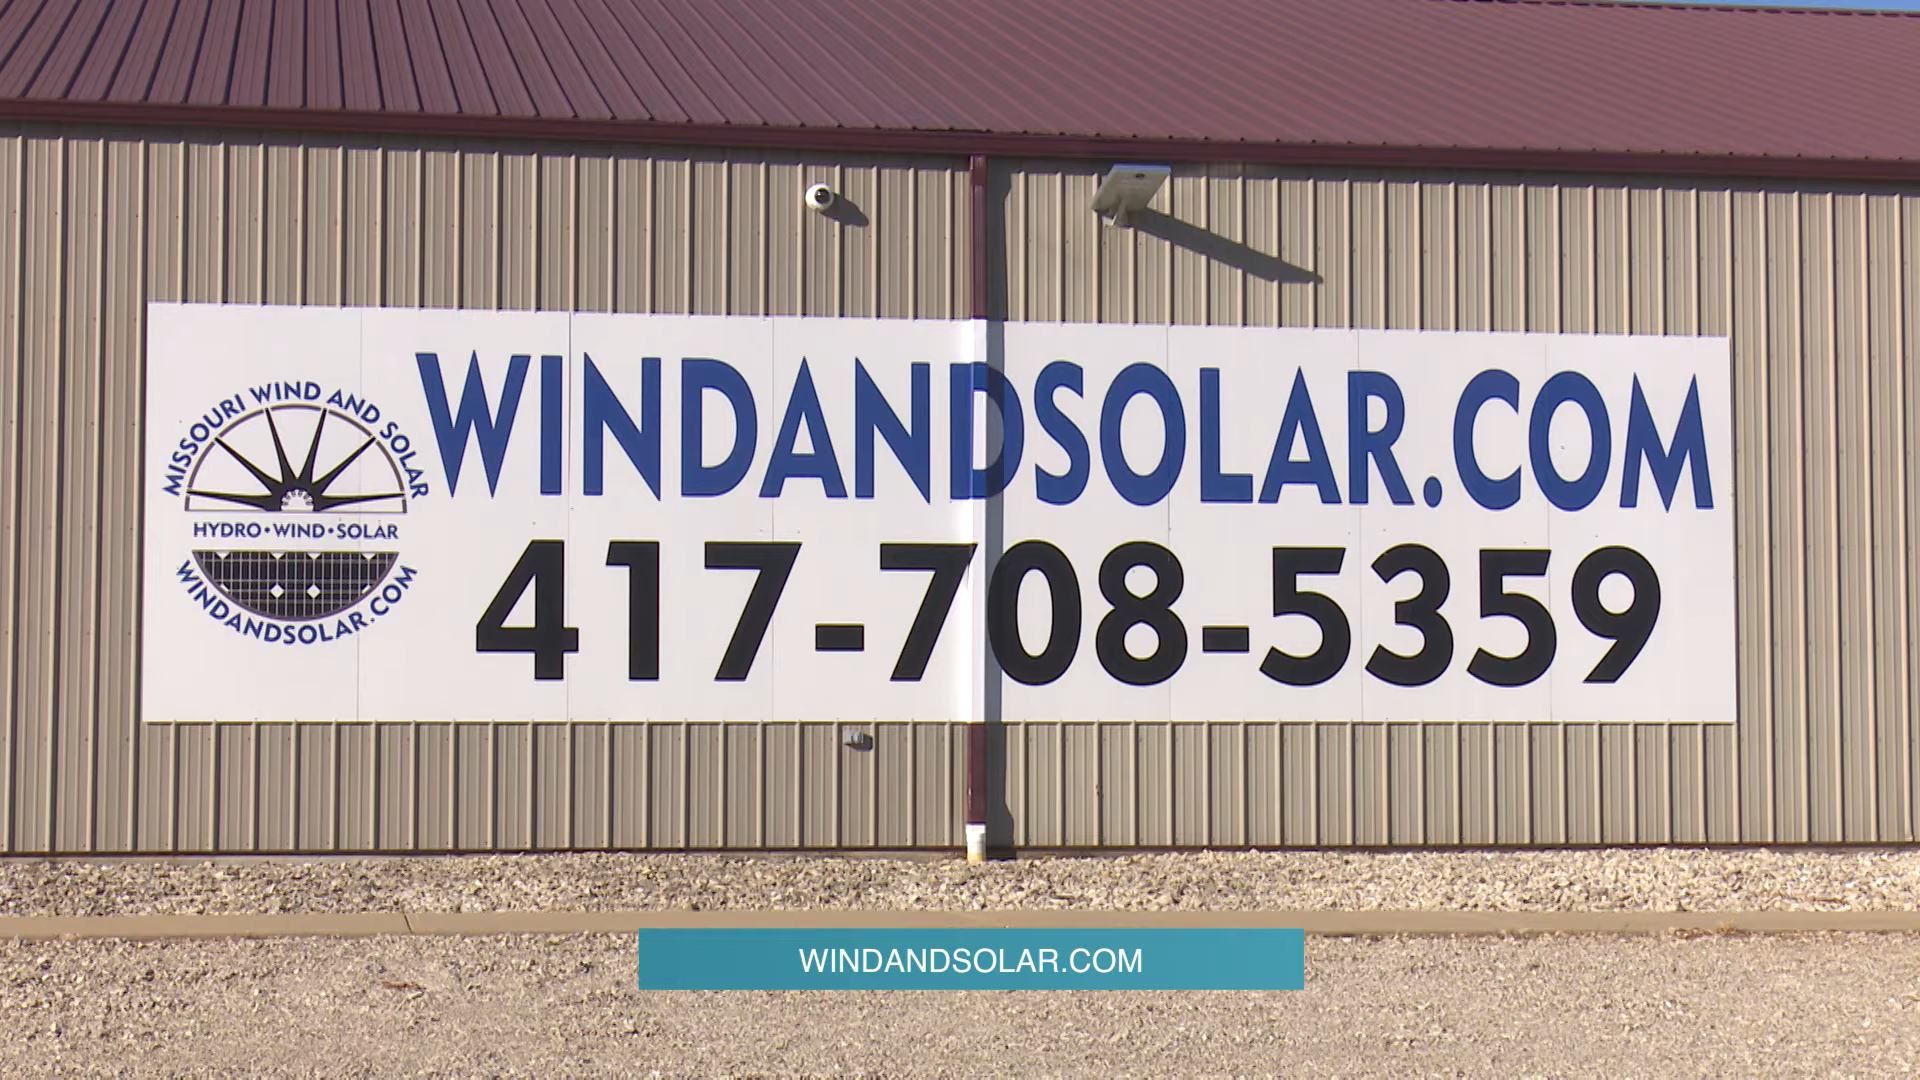 MISSOURI WIND AND SOLAR
HYDRO • WIND • SOLAR
WINDANDSOLAR.COM
WINDANDSOLAR.COM
417-708-5359
WINDANDSOLAR.COM